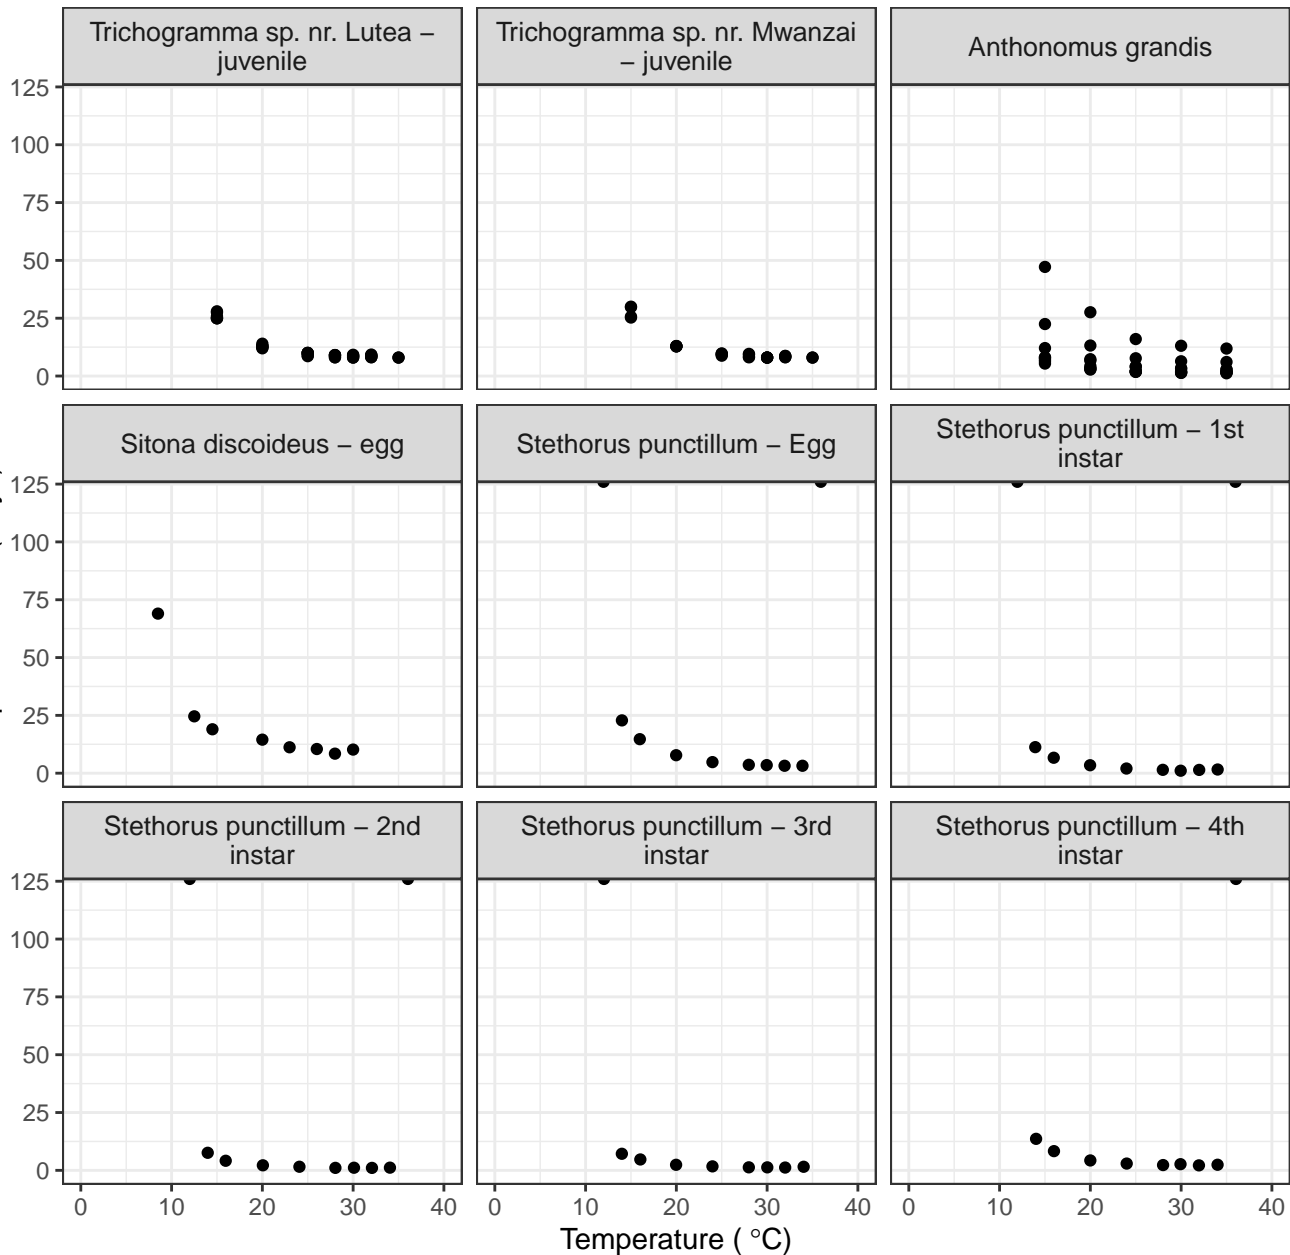 Trichogramma sp. nr. Lutea –
juvenile
Trichogramma sp. nr. Mwanzai
– juvenile
Anthonomus grandis
125
100
75
50
25
0
Sitona discoideus – egg
Stethorus punctillum – Egg
Stethorus punctillum – 1st
instar
125
100
75
50
25
0
Stethorus punctillum – 2nd
instar
Stethorus punctillum – 3rd
instar
Stethorus punctillum – 4th
instar
125
100
75
50
25
0
0 10 20 30 40
0 10 20 30 40
0 10 20 30 40
Temperature ( °C)